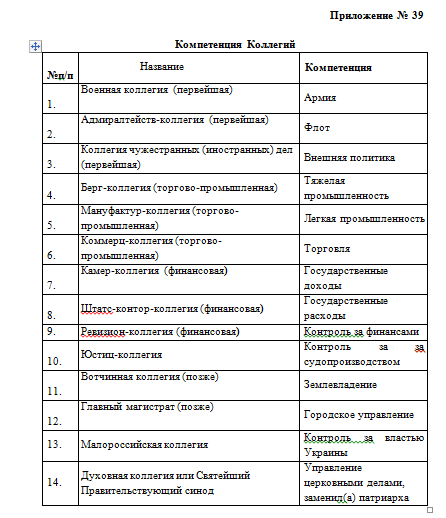 Приложение № 39
Компетенция Коллегий
№п/п Название Компетенция
1. Военная коллегия (первейшая) Армия
2. Адмиралтейств-коллегия (первейшая) Флот
3. Коллегия чужестранных (иностранных) дел
(первейшая) Внешняя политика
4. Берг-коллегия (торгово-промышленная) Тяжелая
промышленность
5. Мануфактур-коллегия (торгово-
промышленная) Легкая промышленность
6. Коммерц-коллегия (торгово-
промышленная) Торговля
7. Камер-коллегия (финансовая) Государственные
доходы
8. Штатс-контор-коллегия (финансовая) Государственные
расходы
9. Ревизион-коллегия (финансовая) Контроль за финансами
10. Юстиц-коллегия Контроль за за
судопроизводством
11. Вотчинная коллегия (позже) Землевладение
12. Главный магистрат (позже) Городское управление
13. Малороссийская коллегия Контроль за властью
Украины
14. Духовная коллегия или Святейший
Правительствующий синод Управление
церковными делами,
заменид(а) патриарха